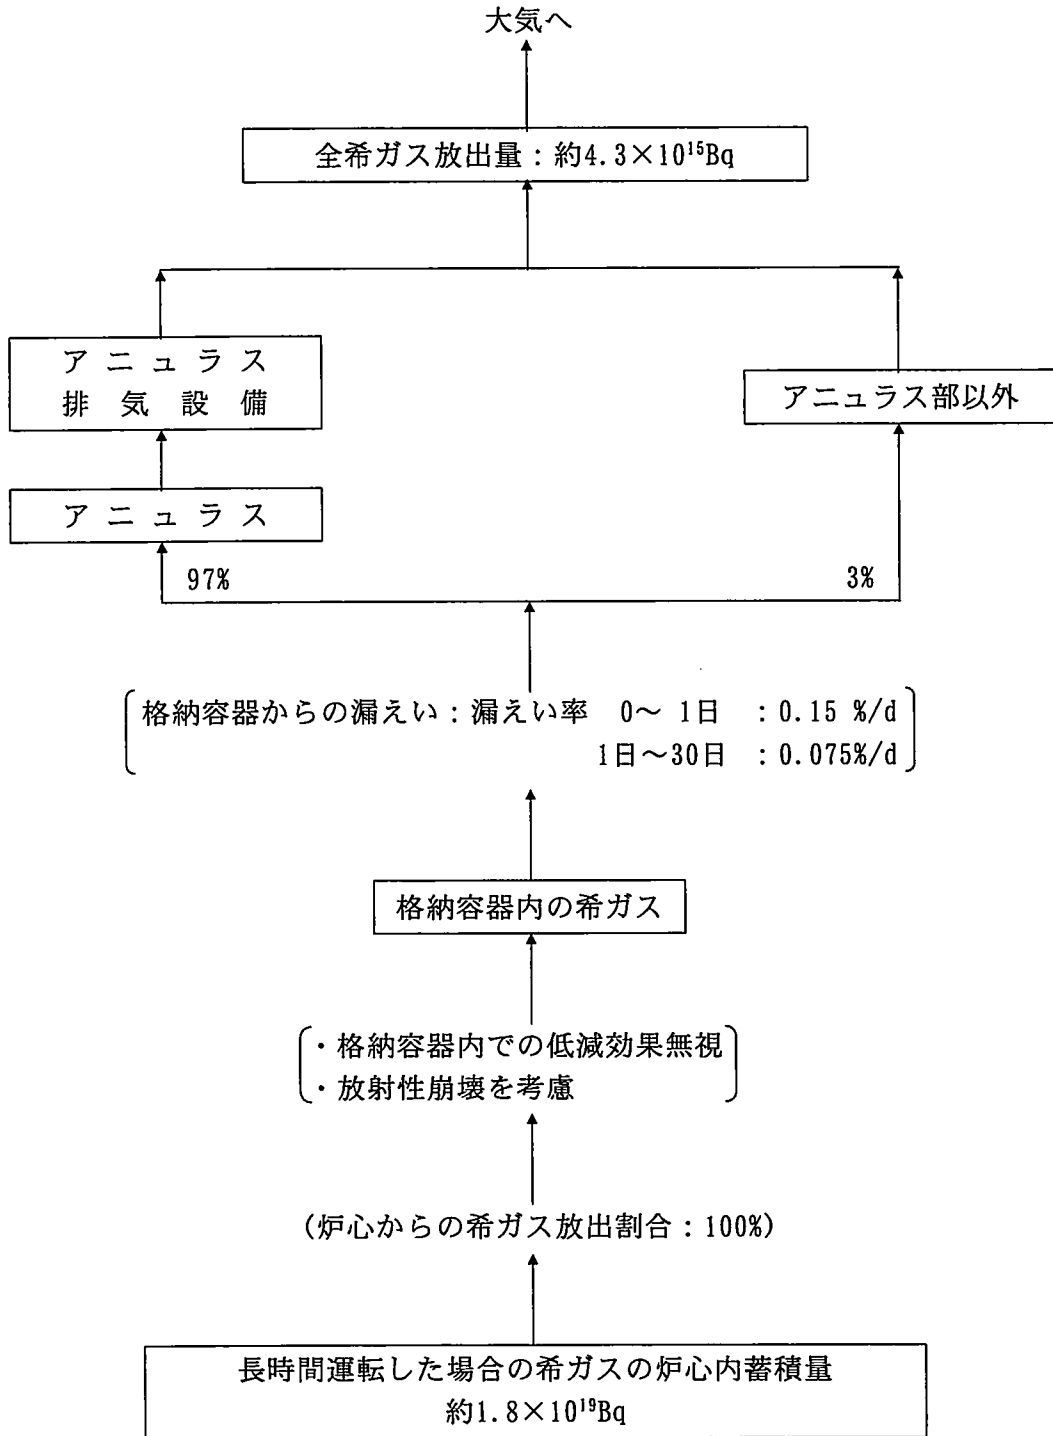 大気へ
全希ガス放出量：約4.3×10¹⁵Bq
アニュラス
排気設備
アニュラス部以外
アニュラス
97%
3%
格納容器からの漏えい：漏えい率　0～ 1日　：0.15 %/d
1日～30日　：0.075%/d
格納容器内の希ガス
・格納容器内での低減効果無視
・放射性崩壊を考慮
(炉心からの希ガス放出割合：100%)
長時間運転した場合の希ガスの炉心内蓄積量
約1.8×10¹⁹Bq